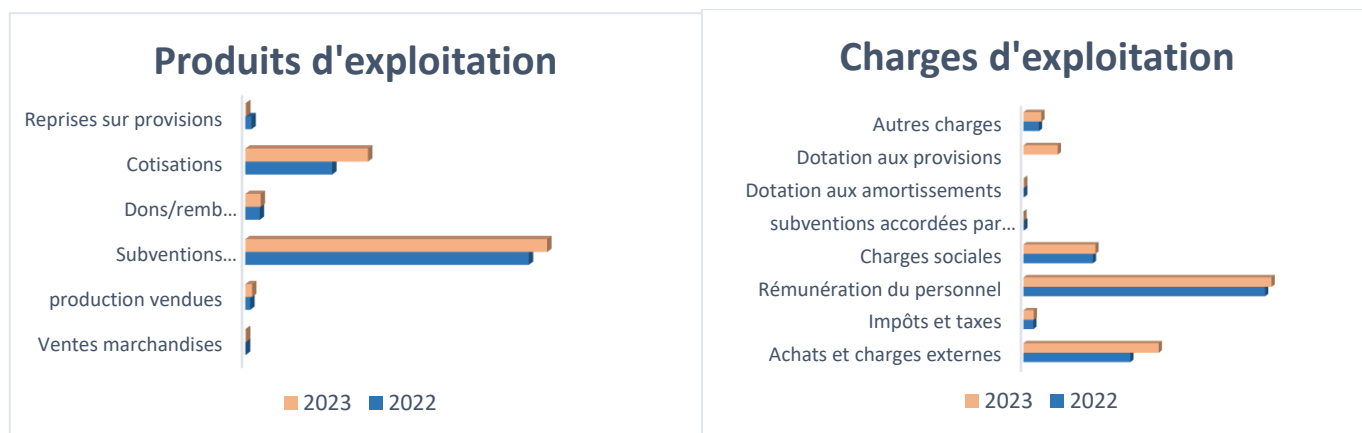 Produits d'exploitation
Reprises sur provisions
Cotisations
Dons/remb…
Subventions…
production vendues
Ventes marchandises
2023 2022
Charges d'exploitation
Autres charges
Dotation aux provisions
Dotation aux amortissements
subventions accordées par…
Charges sociales
Rémunération du personnel
Impôts et taxes
Achats et charges externes
2023 2022